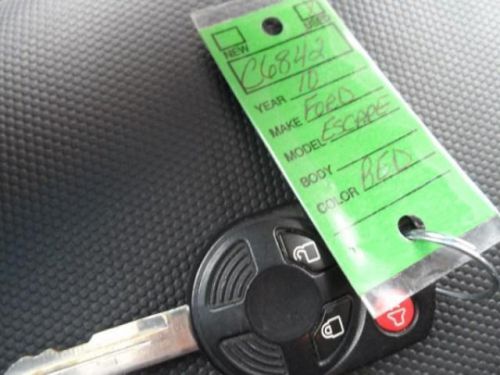 NEW USED
C6842
YEAR 10
MAKE FORD
MODEL ESCAPE
BODY
COLOR RED